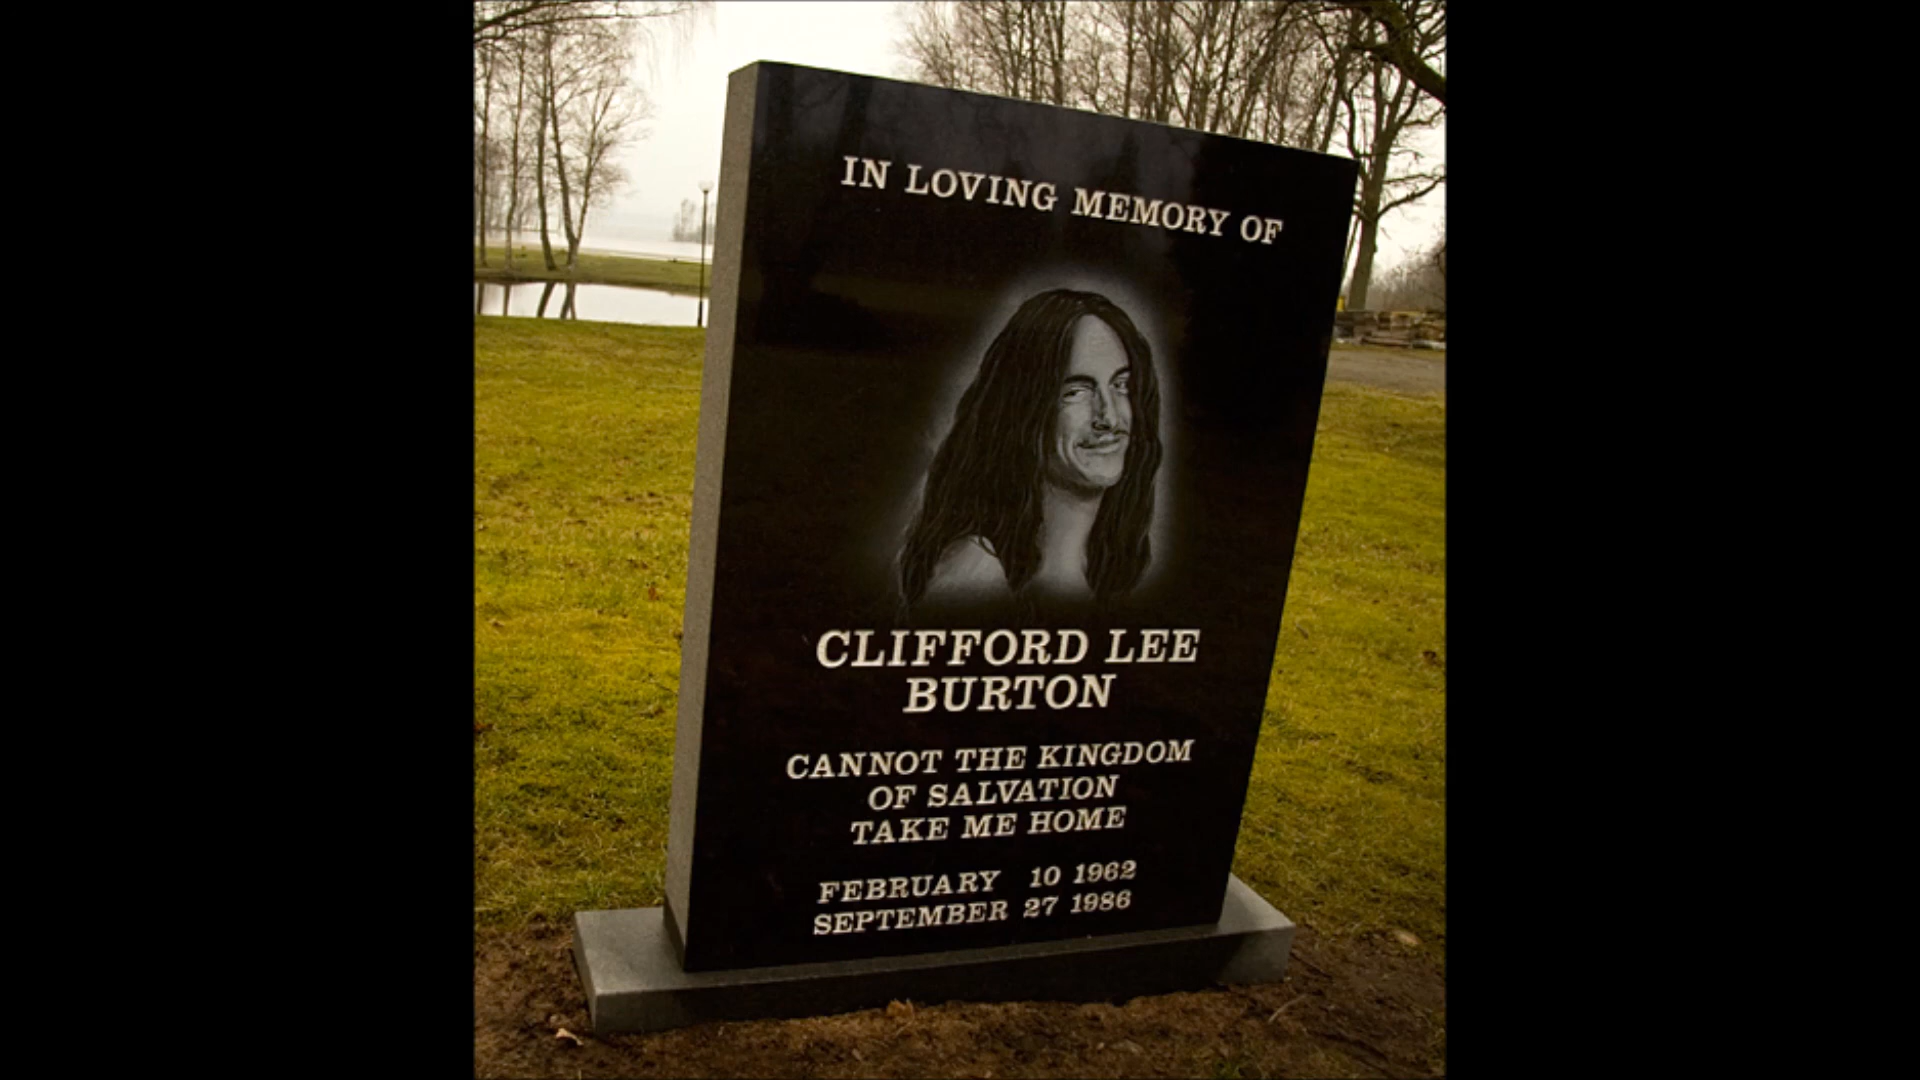 IN LOVING MEMORY OF
CLIFFORD LEE
BURTON
CANNOT THE KINGDOM
OF SALVATION
TAKE ME HOME
FEBRUARY 10 1962
SEPTEMBER 27 1986